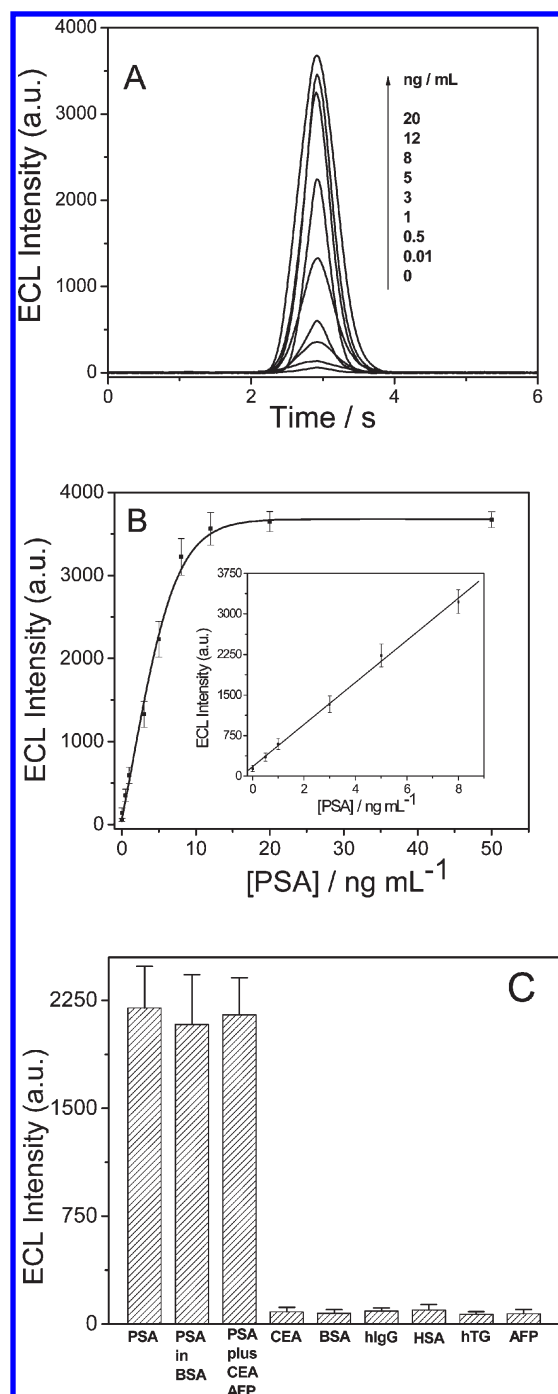 A
ECL Intensity (a.u.)
4000
3000
2000
1000
0
ng / mL
20
12
8
5
3
1
0.5
0.01
0
0 2 4 6
Time / s
B
ECL Intensity (a.u.)
4000
3000
2000
1000
0
ECL Intensity (a.u.)
3750
3000
2250
1500
750
0
0 2 4 6 8
[PSA] / ng mL⁻¹
0 10 20 30 40 50
[PSA] / ng mL⁻¹
C
ECL Intensity (a.u.)
2250
1500
750
0
PSA
PSA
in
BSA
PSA
plus
CEA
AFP
CEA
BSA
hIgG
HSA
hTG
AFP